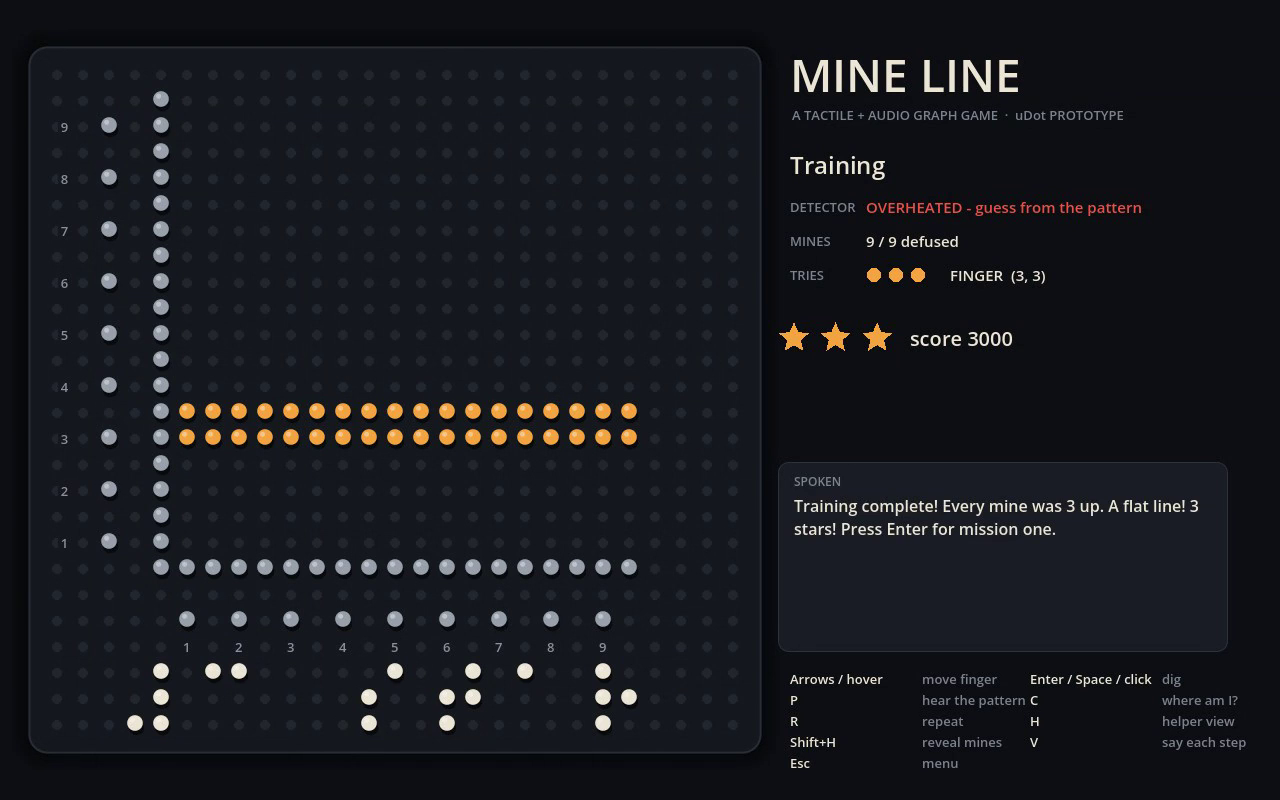 MINE LINE
A TACTILE + AUDIO GRAPH GAME · uDot PROTOTYPE
Training
DETECTOR OVERHEATED - guess from the pattern
MINES 9 / 9 defused
TRIES FINGER (3, 3)
score 3000
SPOKEN
Training complete! Every mine was 3 up. A flat line! 3
stars! Press Enter for mission one.
Arrows / hover move finger Enter / Space / click dig
P hear the pattern C where am I?
R repeat H helper view
Shift+H reveal mines V say each step
Esc menu
9
8
7
6
5
4
3
2
1
1 2 3 4 5 6 7 8 9